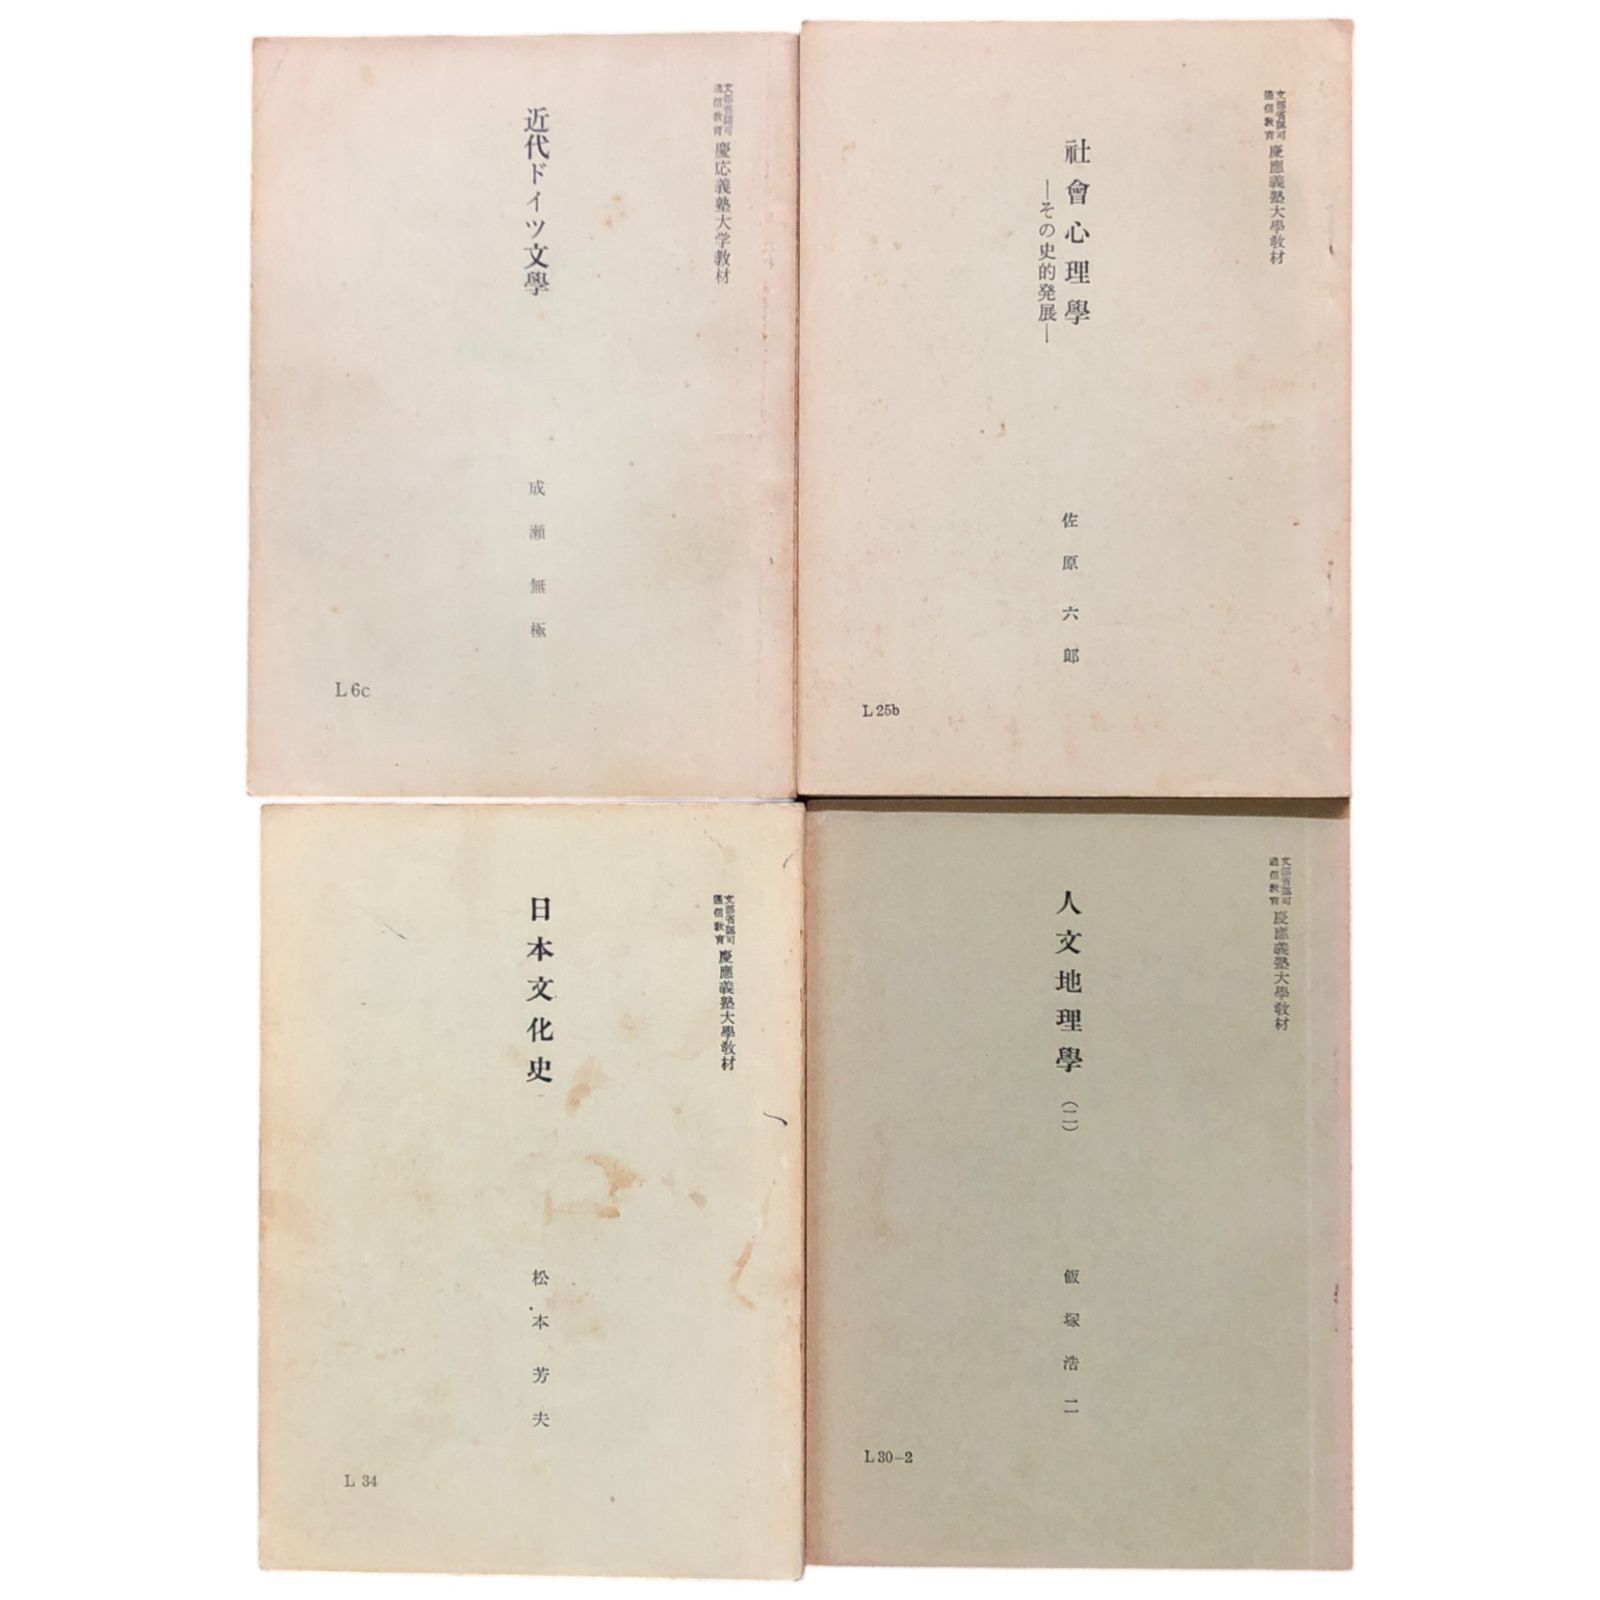 文部省認可
通信教育
慶応義塾大学教材
近代ドイツ文學
成瀬無極
L 6c
文部省認可
通信教育
慶應義塾大學教材
社會心理學
―その史的発展―
佐原六郎
L 25b
文部省認可
通信教育
慶應義塾大學教材
日本文化史
松本芳夫
L 34
文部省認可
通信教育
慶應義塾大學教材
人文地理學(二)
飯塚浩二
L 30-2